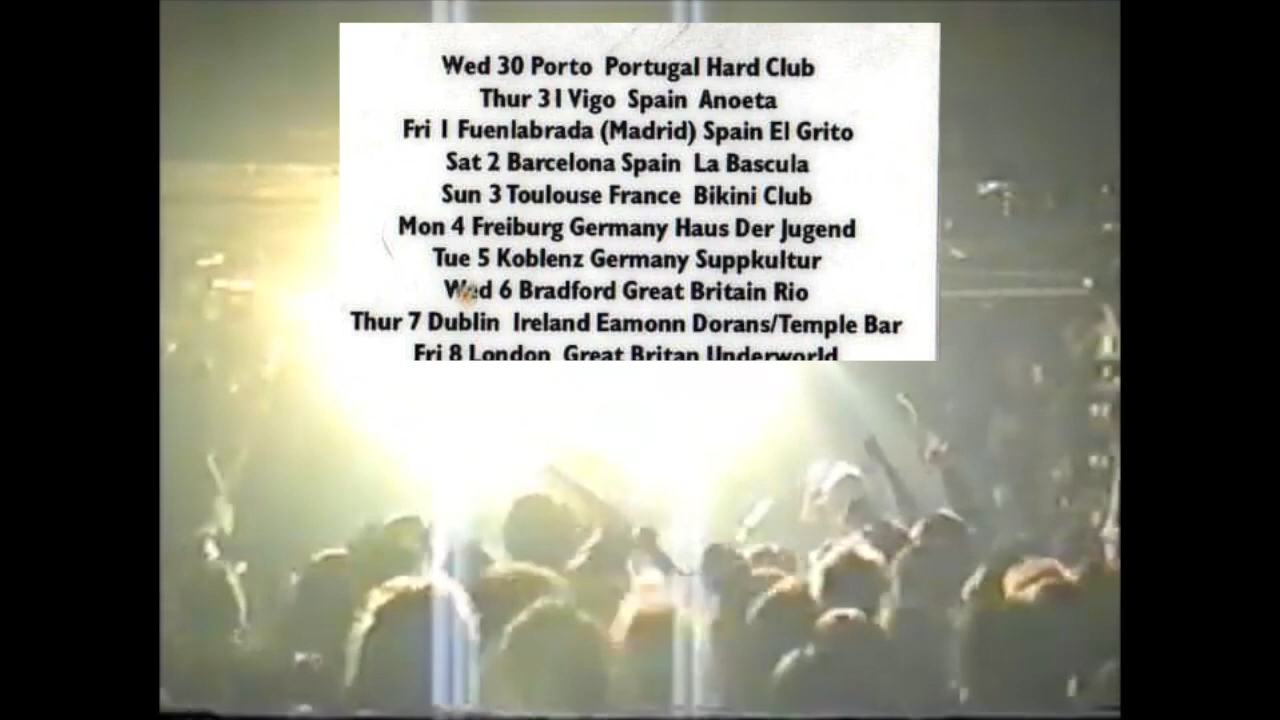 Wed 30 Porto Portugal Hard Club
Thur 31 Vigo Spain Anoeta
Fri 1 Fuenlabrada (Madrid) Spain El Grito
Sat 2 Barcelona Spain La Bascula
Sun 3 Toulouse France Bikini Club
Mon 4 Freiburg Germany Haus Der Jugend
Tue 5 Koblenz Germany Suppkultur
Wed 6 Bradford Great Britain Rio
Thur 7 Dublin Ireland Eamonn Dorans/Temple Bar
Fri 8 London Great Britan Underworld